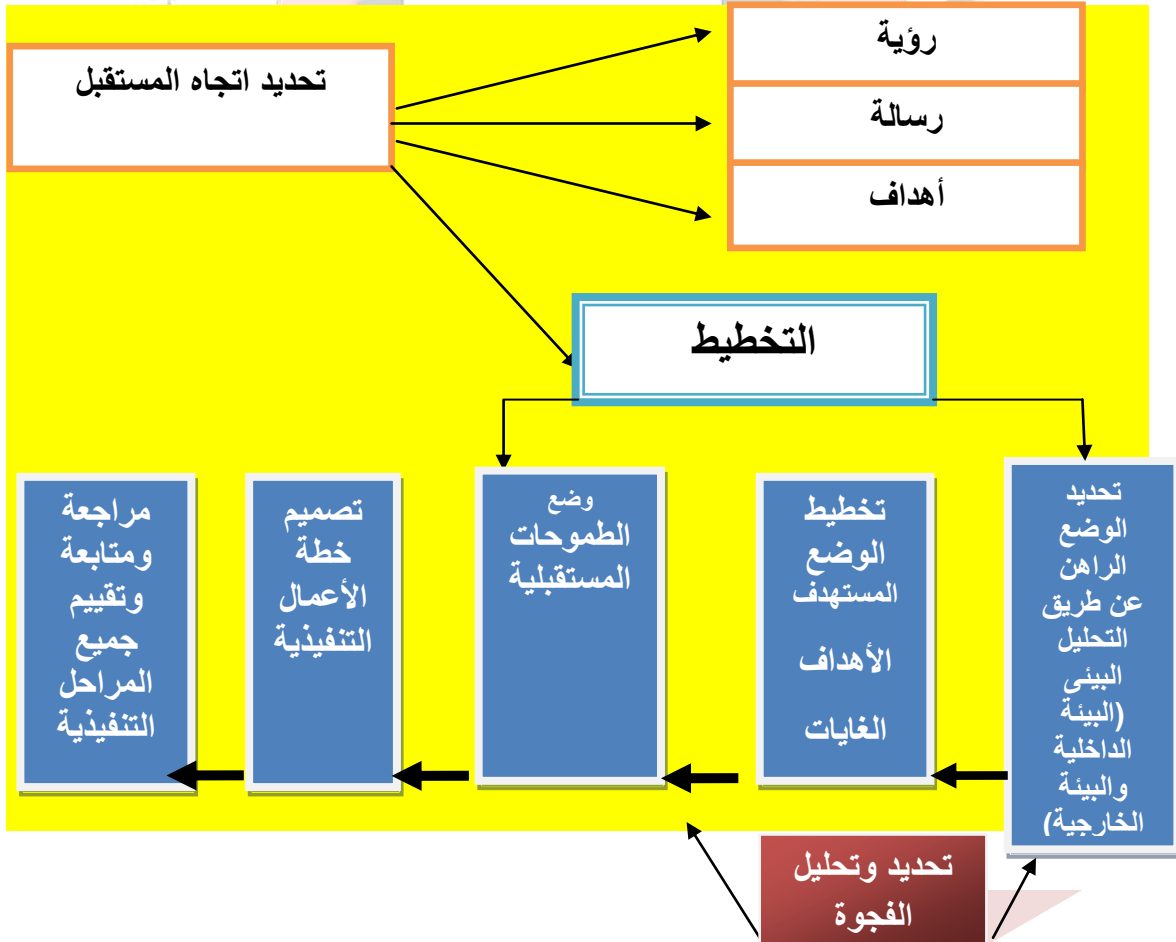 رؤية
تحديد اتجاه المستقبل
رسالة
أهداف
التخطيط
تحديد
الوضع
الراهن
عن طريق
التحليل
البيئى
(البيئة
الداخلية
والبيئة
الخارجية)
تخطيط
الوضع
المستهدف
الأهداف
الغايات
وضع
الطموحات
المستقبلية
تصميم
خطة
الأعمال
التنفيذية
مراجعة
ومتابعة
وتقييم
جميع
المراحل
التنفيذية
تحديد وتحليل
الفجوة